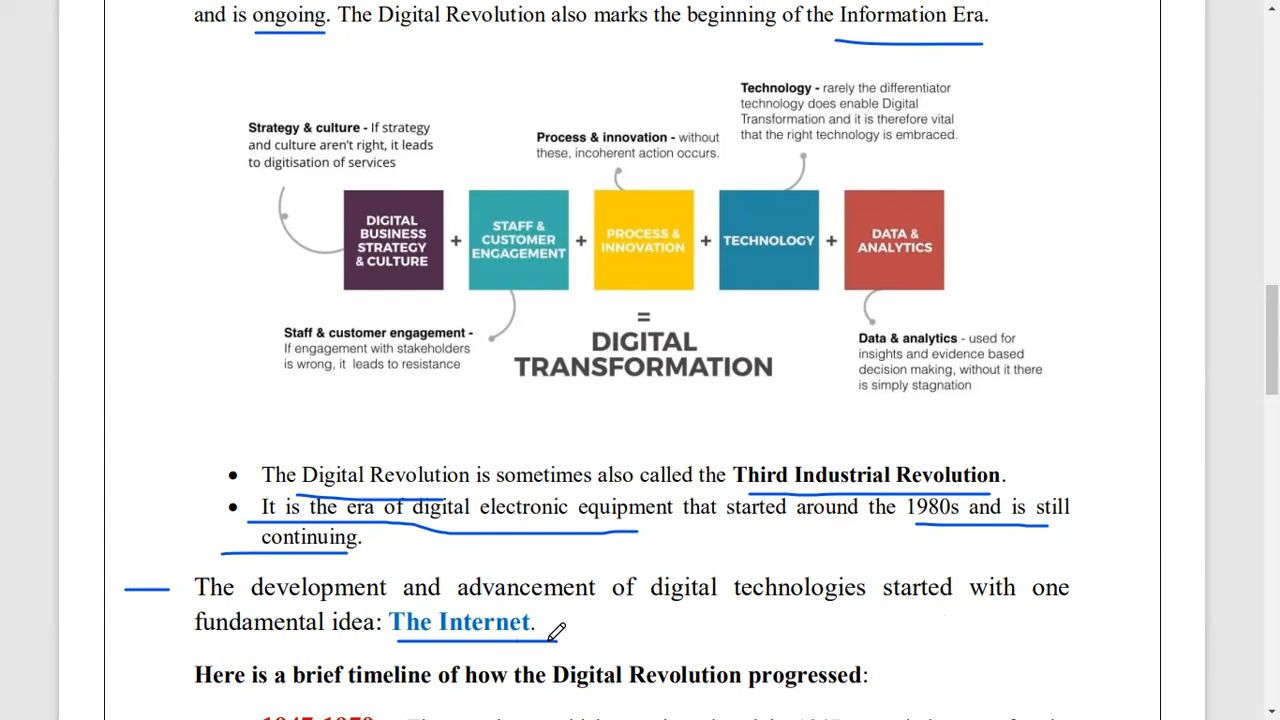 and is ongoing. The Digital Revolution also marks the beginning of the Information Era.
Technology - rarely the differentiator
technology does enable Digital
Transformation and it is therefore vital
that the right technology is embraced.
Strategy & culture - If strategy
and culture aren't right, it leads
to digitisation of services
Process & innovation - without
these, incoherent action occurs.
DIGITAL
BUSINESS
STRATEGY
& CULTURE
+
STAFF &
CUSTOMER
ENGAGEMENT
+
PROCESS &
INNOVATION
+
TECHNOLOGY
+
DATA &
ANALYTICS
=
DIGITAL
TRANSFORMATION
Staff & customer engagement -
If engagement with stakeholders
is wrong, it leads to resistance
Data & analytics - used for
insights and evidence based
decision making, without it there
is simply stagnation
• The Digital Revolution is sometimes also called the Third Industrial Revolution.
• It is the era of digital electronic equipment that started around the 1980s and is still
continuing.
The development and advancement of digital technologies started with one
fundamental idea: The Internet.
Here is a brief timeline of how the Digital Revolution progressed: